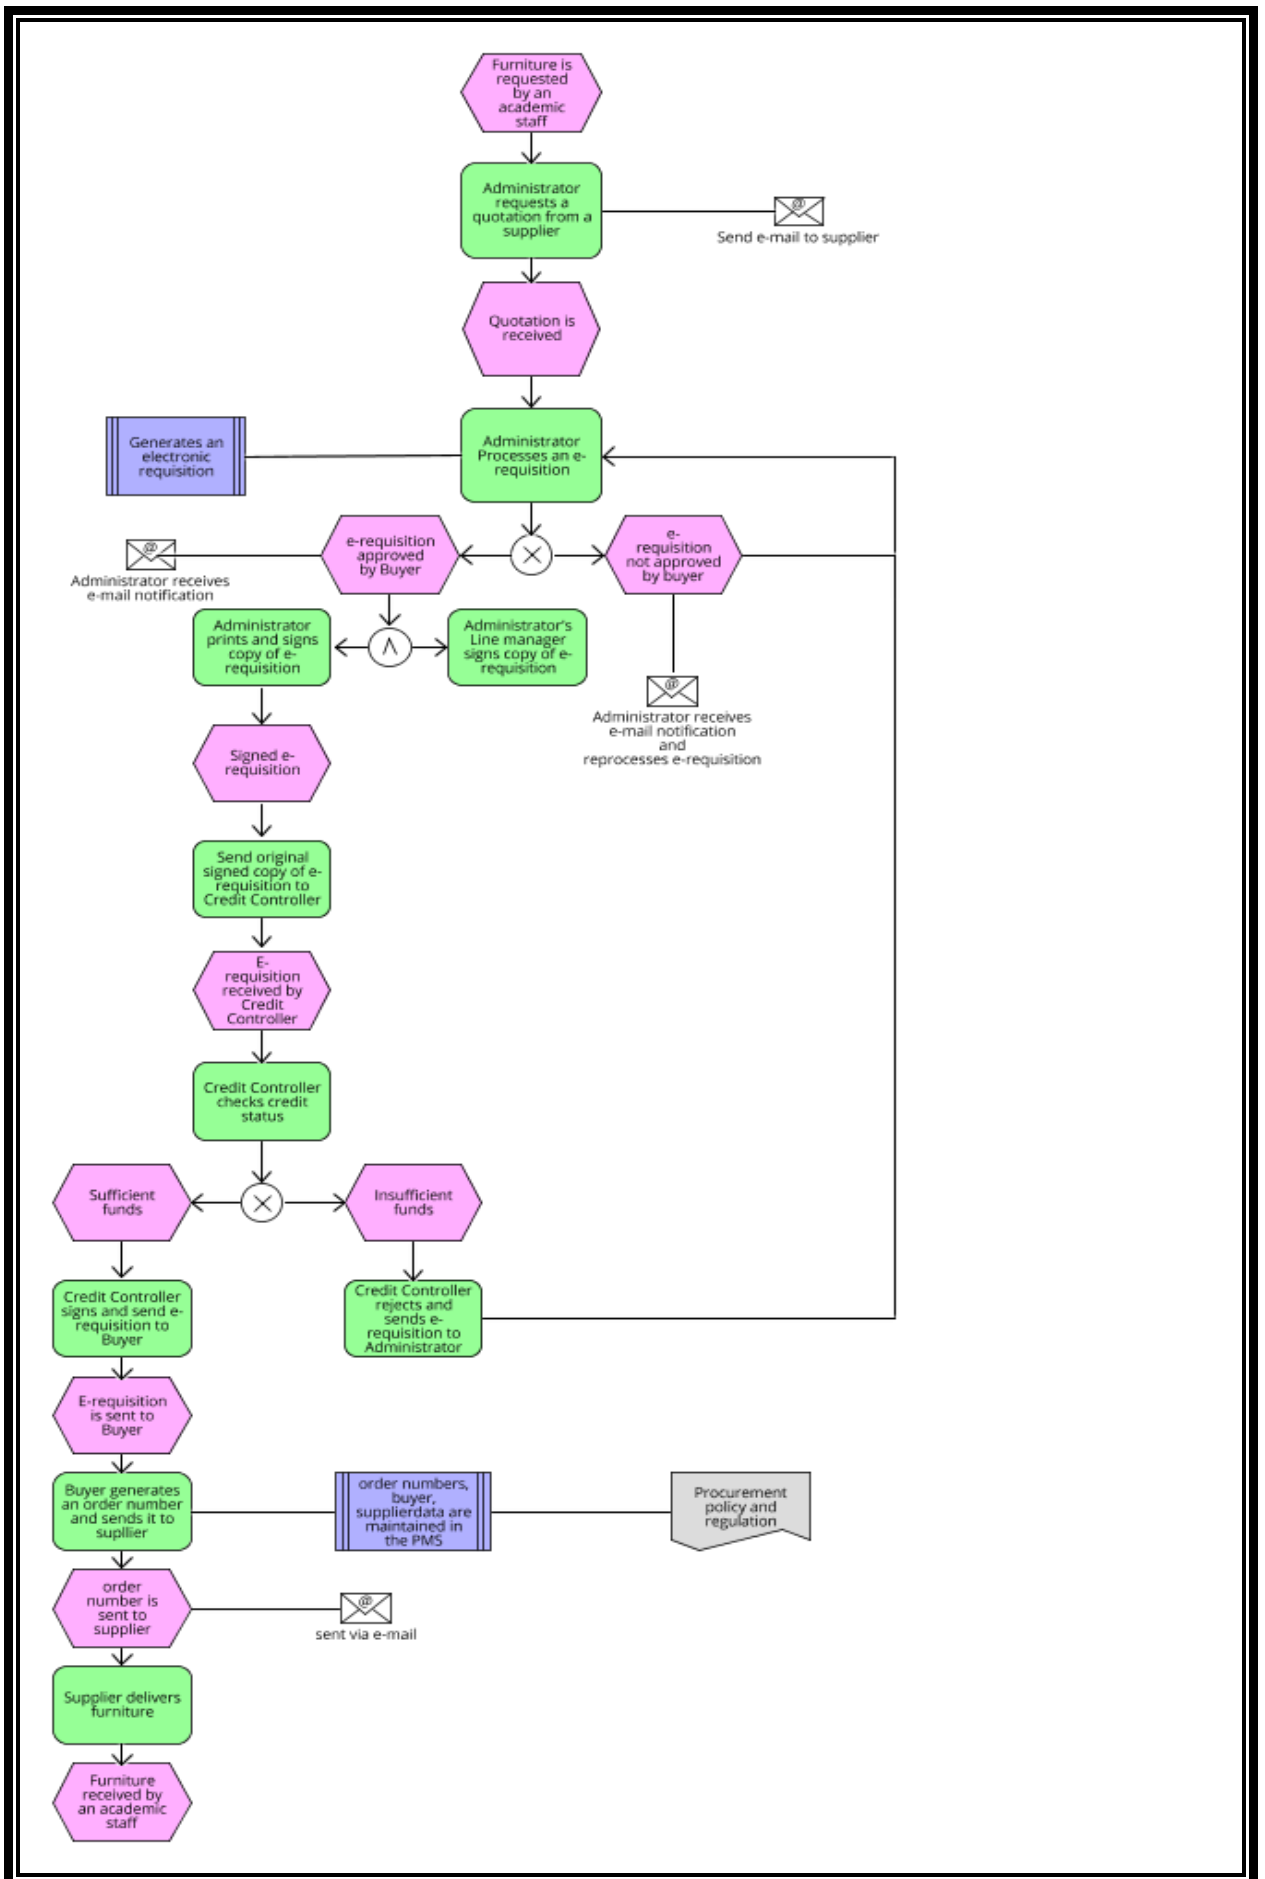 Furniture is
requested
by an
academic
staff
Administrator
requests a
quotation from a
supplier
@
Send e-mail to supplier
Quotation is
received
Generates an
electronic
requisition
Administrator
Processes an e-
requisition
e-requisition
approved
by Buyer
e-
requisition
not approved
by buyer
@
Administrator receives
e-mail notification
Administrator
prints and signs
copy of e-
requisition
Administrator's
Line manager
signs copy of e-
requisition
@
Administrator receives
e-mail notification
and
reprocesses e-requisition
Signed e-
requisition
Send original
signed copy of e-
requisition to
Credit Controller
E-
requisition
received by
Credit
Controller
Credit Controller
checks credit
status
Sufficient
funds
Insufficient
funds
Credit Controller
signs and send e-
requisition to
Buyer
Credit Controller
rejects and
sends e-
requisition to
Administrator
E-requisition
is sent to
Buyer
Buyer generates
an order number
and sends it to
supllier
order numbers,
buyer,
supplierdata are
maintained in
the PMS
Procurement
policy and
regulation
order
number is
sent to
supplier
@
sent via e-mail
Supplier delivers
furniture
Furniture
received by
an academic
staff